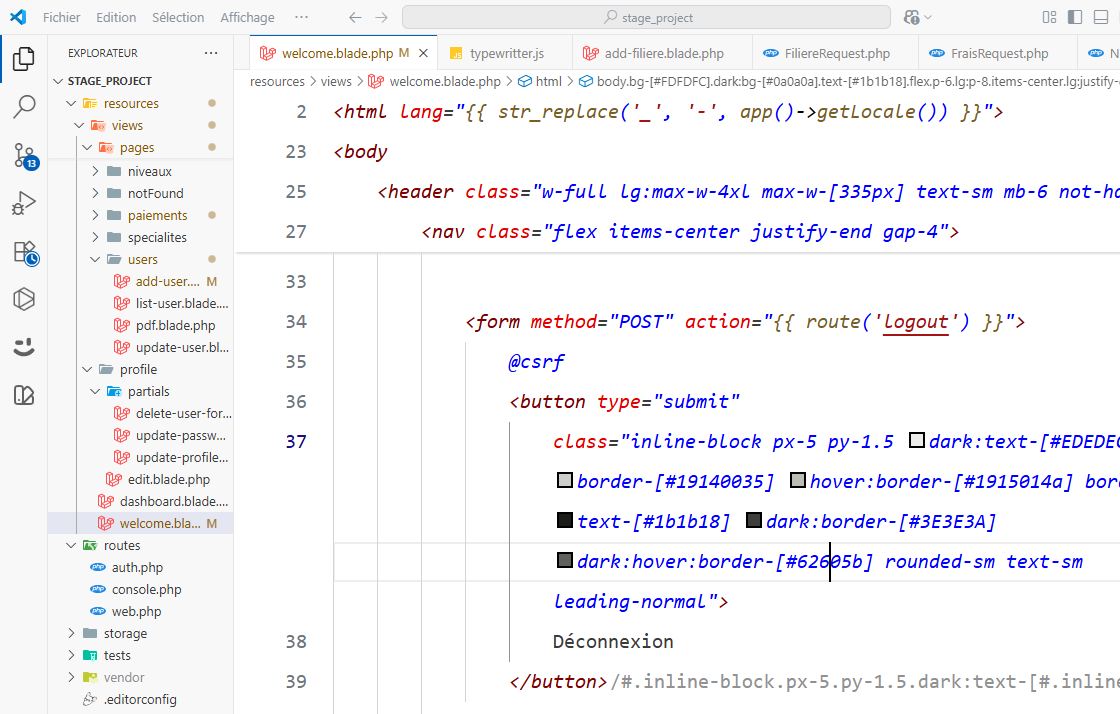 Fichier Edition Sélection Affichage ··· stage_project
EXPLORATEUR ···
welcome.blade.php M
typewritter.js
add-filiere.blade.php
FiliereRequest.php
FraisRequest.php
resources > views > welcome.blade.php > html > body.bg-[#FDFDFC].dark:bg-[#0a0a0a].text-[#1b1b18].flex.p-6.lg:p-8.items-center.lg:justify-
STAGE_PROJECT
resources
views
pages
niveaux
notFound
paiements
specialites
users
add-user.... M
list-user.blade....
pdf.blade.php
update-user.bl...
profile
partials
delete-user-for...
update-passw...
update-profile...
edit.blade.php
dashboard.blade....
welcome.bla... M
routes
auth.php
console.php
web.php
storage
tests
vendor
.editorconfig
13
2 <html lang="{{ str_replace('_', '-', app()->getLocale()) }}">
23 <body
25 <header class="w-full lg:max-w-4xl max-w-[335px] text-sm mb-6 not-ha
27 <nav class="flex items-center justify-end gap-4">
33
34 <form method="POST" action="{{ route('logout') }}">
35 @csrf
36 <button type="submit"
37 class="inline-block px-5 py-1.5 dark:text-[#EDEDEC
border-[#19140035] hover:border-[#1915014a] bor
text-[#1b1b18] dark:border-[#3E3E3A]
dark:hover:border-[#62605b] rounded-sm text-sm
leading-normal">
38 Déconnexion
39 </button>/#.inline-block.px-5.py-1.5.dark:text-[#.inline